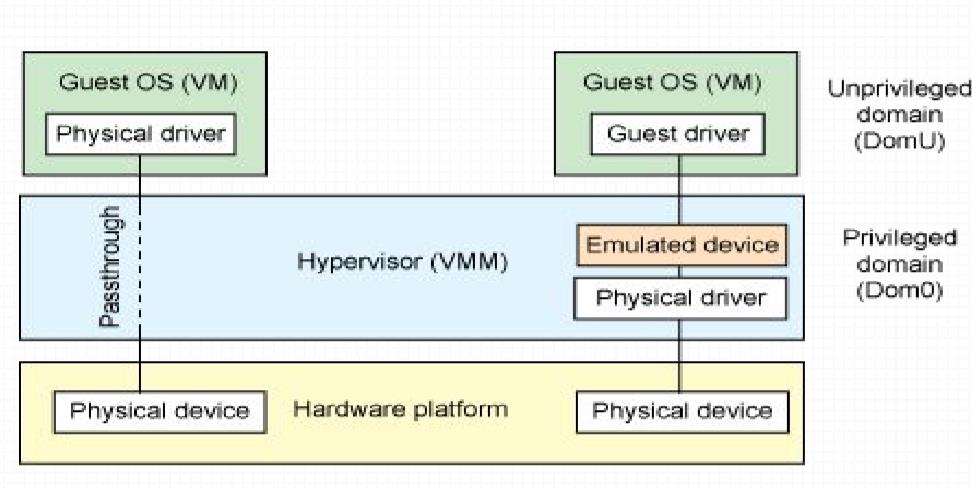 Guest OS (VM)
Physical driver
Guest OS (VM)
Guest driver
Unprivileged
domain
(DomU)
Passthrough
Hypervisor (VMM)
Emulated device
Physical driver
Privileged
domain
(Dom0)
Physical device
Hardware platform
Physical device